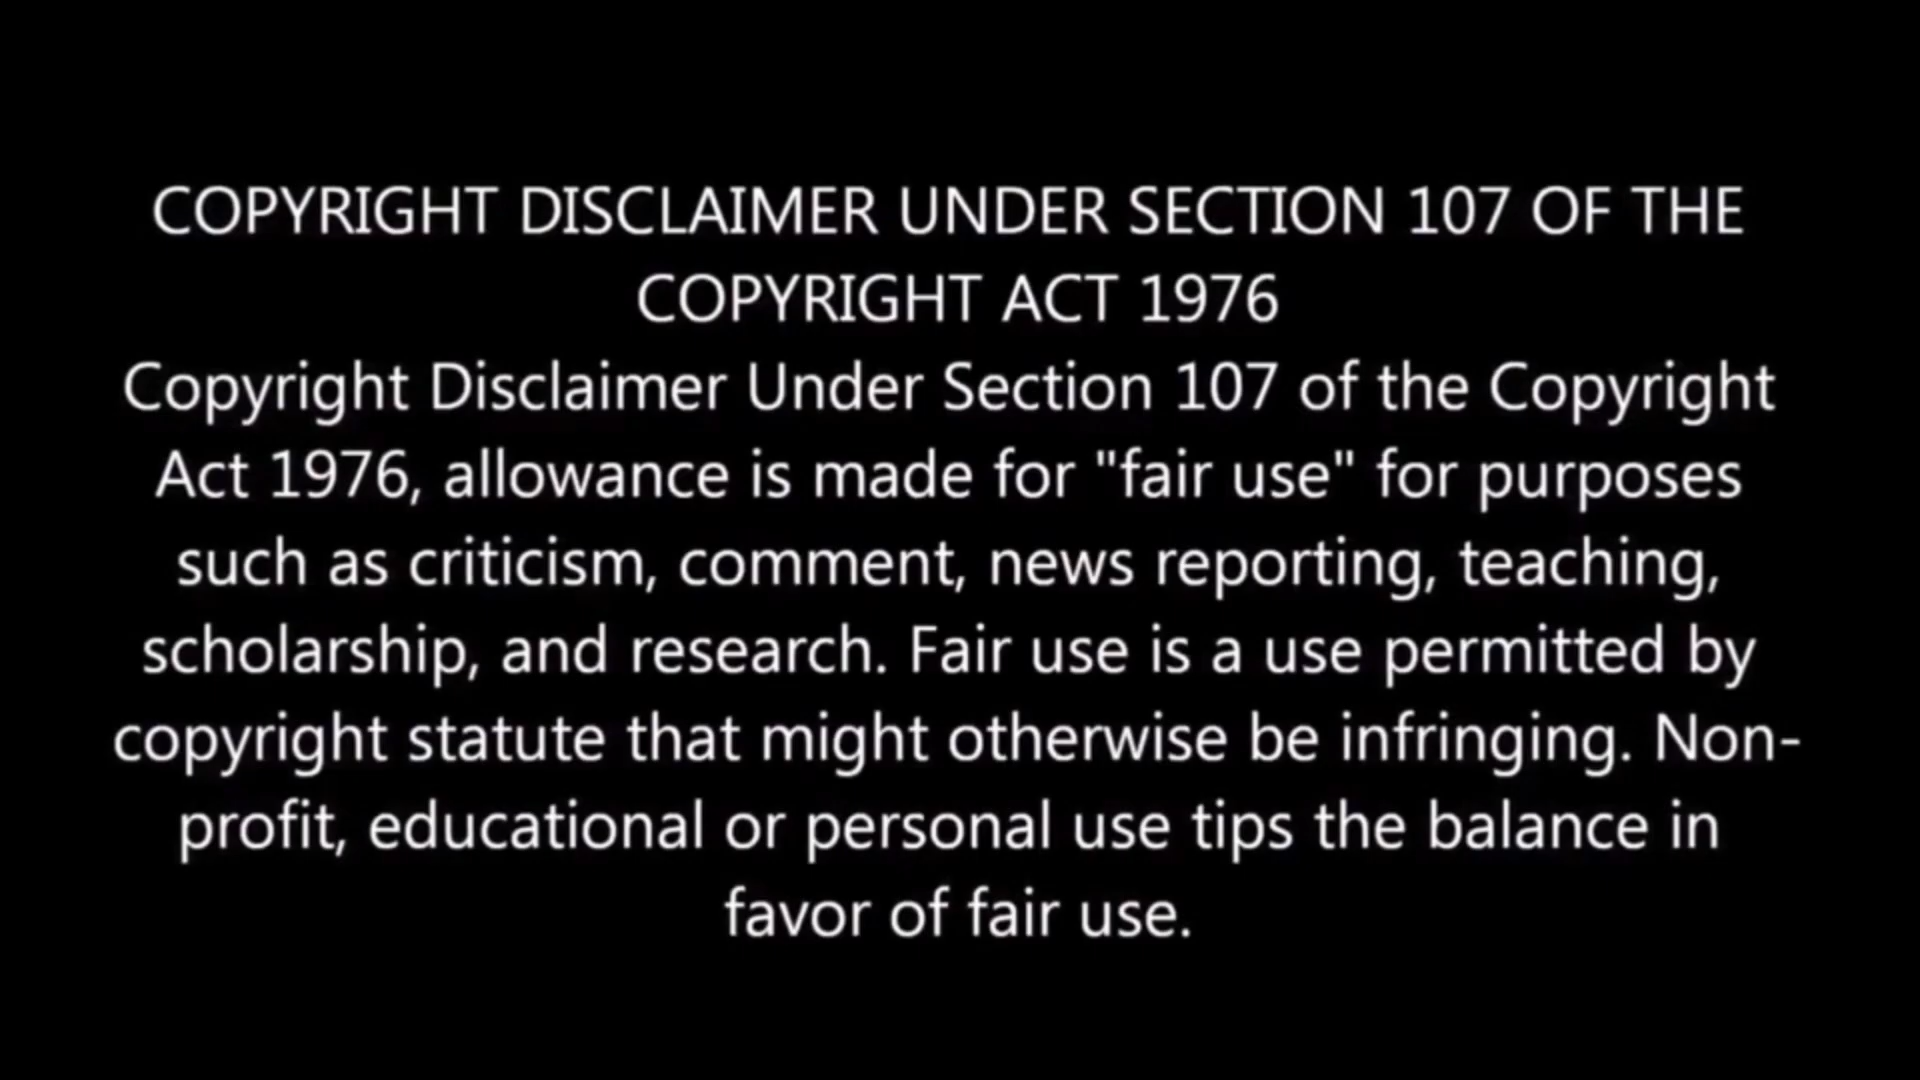 COPYRIGHT DISCLAIMER UNDER SECTION 107 OF THE
COPYRIGHT ACT 1976
Copyright Disclaimer Under Section 107 of the Copyright
Act 1976, allowance is made for "fair use" for purposes
such as criticism, comment, news reporting, teaching,
scholarship, and research. Fair use is a use permitted by
copyright statute that might otherwise be infringing. Non-
profit, educational or personal use tips the balance in
favor of fair use.